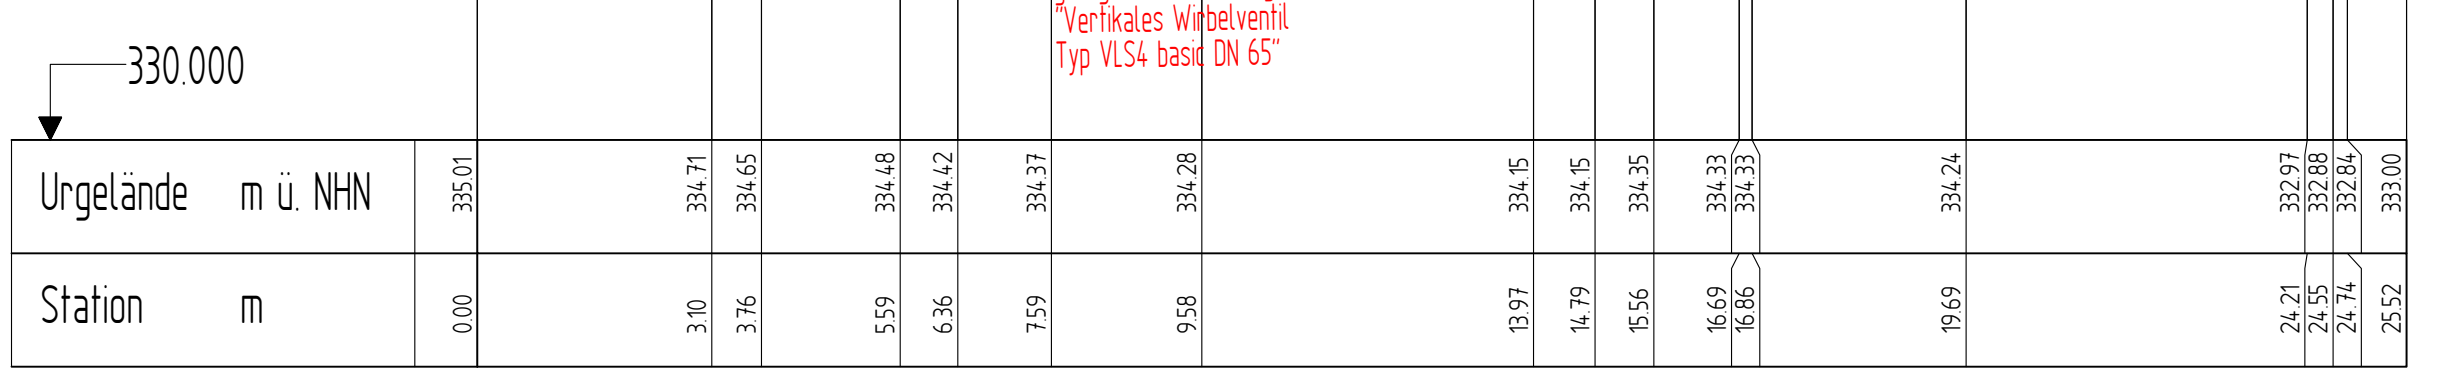 "Vertikales Wirbelventil
Typ VLS4 basic DN 65"
330.000
Urgelände m ü. NHN 335.01 334.71 334.65 334.48 334.42 334.37 334.28 334.15 334.15 334.35 334.33 334.33 334.24 332.97 332.88 332.84 333.00
Station m 0.00 3.10 3.76 5.59 6.36 7.59 9.58 13.97 14.79 15.56 16.69 16.86 19.69 24.21 24.55 24.74 25.52